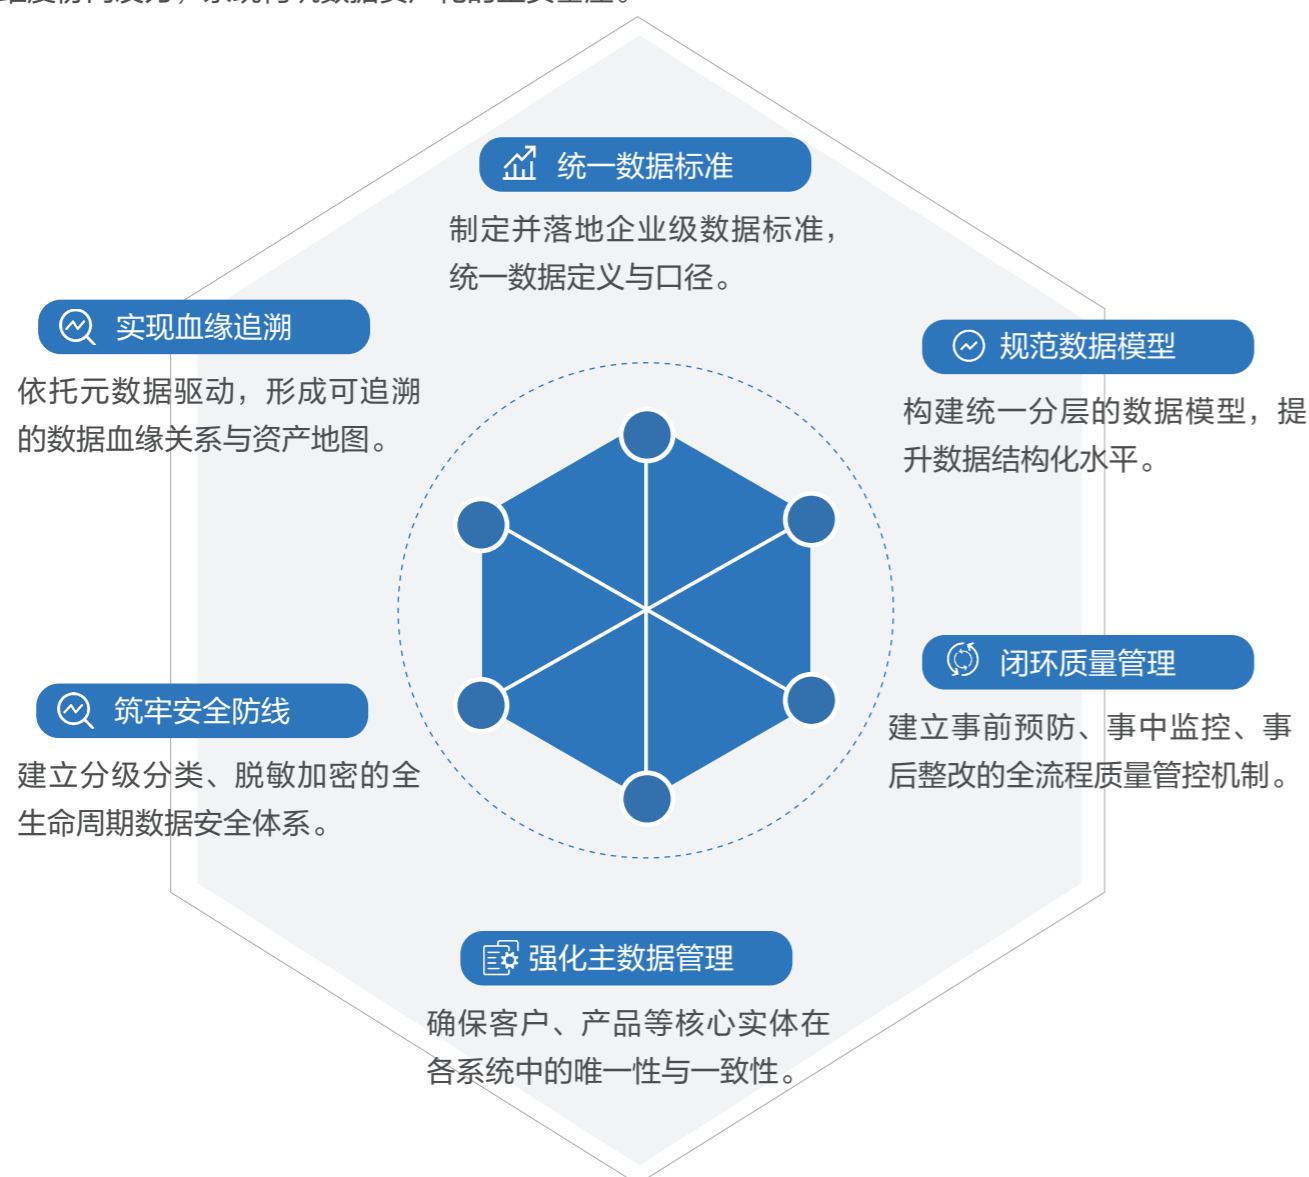 统一数据标准
制定并落地企业级数据标准，
统一数据定义与口径。
实现血缘追溯
依托元数据驱动，形成可追溯
的数据血缘关系与资产地图。
规范数据模型
构建统一分层的数据模型，提
升数据结构化水平。
筑牢安全防线
建立分级分类、脱敏加密的全
生命周期数据安全体系。
闭环质量管理
建立事前预防、事中监控、事
后整改的全流程质量管控机制。
强化主数据管理
确保客户、产品等核心实体在
各系统中的唯一性与一致性。